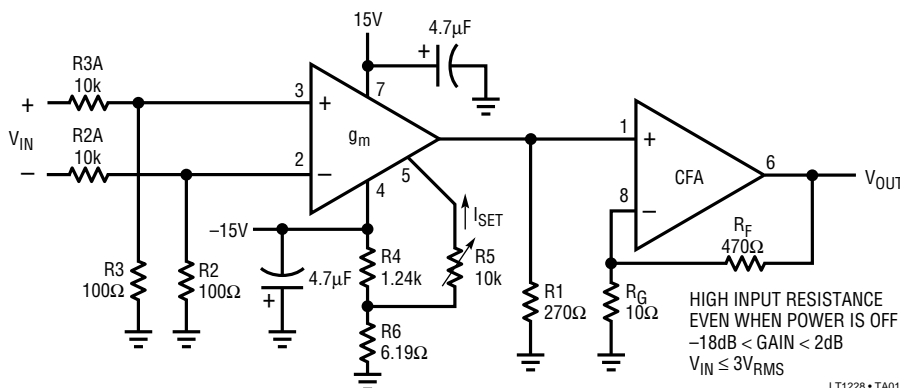 15V
4.7µF
+
R3A
10k
3
+
7
+
V_IN
−
R2A
10k
g_m
2
−
5
4
1
+
CFA
6
V_OUT
8
−
I_SET
−15V
R_F
470Ω
R4
1.24k
R5
10k
4.7µF
+
R3
100Ω
R2
100Ω
R1
270Ω
R_G
10Ω
R6
6.19Ω
HIGH INPUT RESISTANCE
EVEN WHEN POWER IS OFF
−18dB < GAIN < 2dB
V_IN ≤ 3V_RMS
LT1228 • TA01